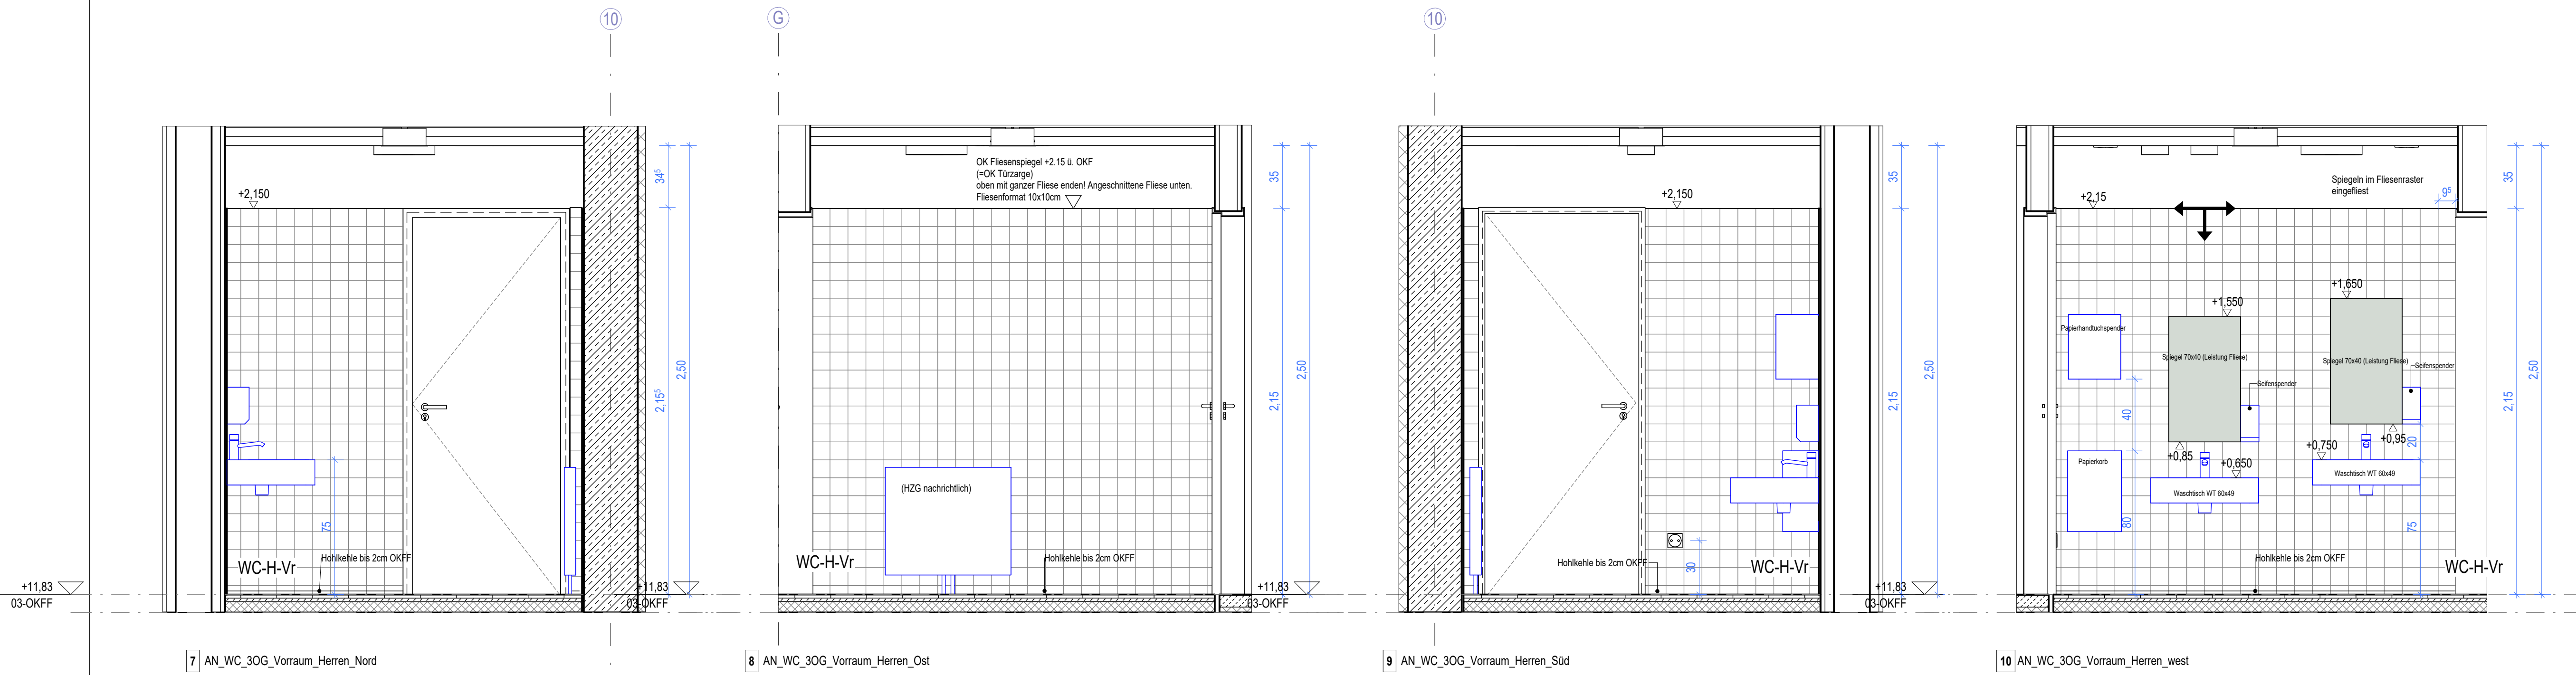 10
G
10
+2,150
34⁵
2,15⁵
2,50
75
WC-H-Vr
Hohlkehle bis 2cm OKFF
+11,83
03-OKFF
+11,83
03-OKFF
7 AN_WC_3OG_Vorraum_Herren_Nord
OK Fliesenspiegel +2.15 ü. OKF
(=OK Türzarge)
oben mit ganzer Fliese enden! Angeschnittene Fliese unten.
Fliesenformat 10x10cm
35
2,15
2,50
(HZG nachrichtlich)
WC-H-Vr
Hohlkehle bis 2cm OKFF
+11,83
03-OKFF
8 AN_WC_3OG_Vorraum_Herren_Ost
+2,150
35
2,15
2,50
30
Hohlkehle bis 2cm OKFF
WC-H-Vr
+11,83
03-OKFF
9 AN_WC_3OG_Vorraum_Herren_Süd
Spiegeln im Fliesenraster
eingefliest
9⁵
+2,15
35
2,15
2,50
+1,650
+1,550
Papierhandtuchspender
Spiegel 70x40 (Leistung Fliese)
Spiegel 70x40 (Leistung Fliese)
Seifenspender
Seifenspender
40
+0,95
20
+0,750
+0,85
+0,650
Papierkorb
Waschtisch WT 60x49
Waschtisch WT 60x49
80
75
Hohlkehle bis 2cm OKFF
WC-H-Vr
10 AN_WC_3OG_Vorraum_Herren_west